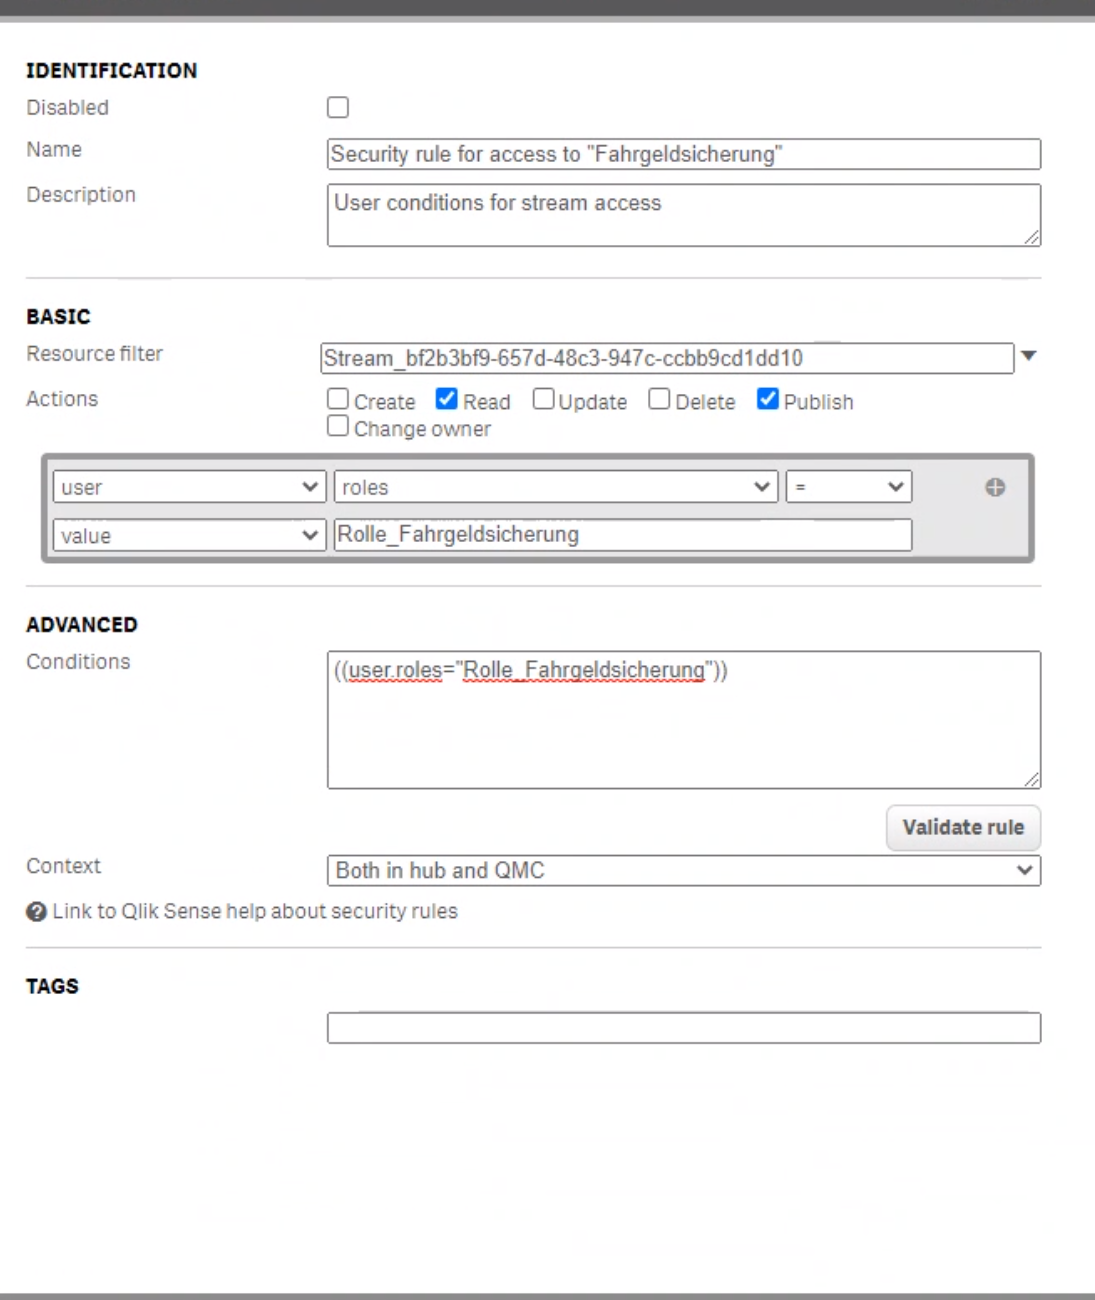 IDENTIFICATION
Disabled
Name Security rule for access to "Fahrgeldsicherung"
Description User conditions for stream access
BASIC
Resource filter Stream_bf2b3bf9-657d-48c3-947c-ccbb9cd1dd10
Actions Create Read Update Delete Publish
Change owner
user roles =
value Rolle_Fahrgeldsicherung
ADVANCED
Conditions ((user.roles="Rolle_Fahrgeldsicherung"))
Validate rule
Context Both in hub and QMC
Link to Qlik Sense help about security rules
TAGS